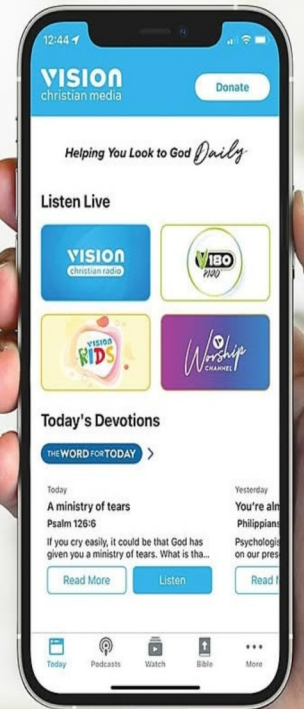 12:44
VISION
christian media
Donate
Helping You Look to God Daily
Listen Live
VISION
christian radio
V180
VISION
KIDS
Worship
CHANNEL
Today's Devotions
THE WORD FOR TODAY
Today
A ministry of tears
Psalm 126:6
If you cry easily, it could be that God has
given you a ministry of tears. What is tha...
Read More
Listen
Yesterday
You're alm
Philippians
Psychologis
on our pres
Read M
Today
Podcasts
Watch
Bible
More